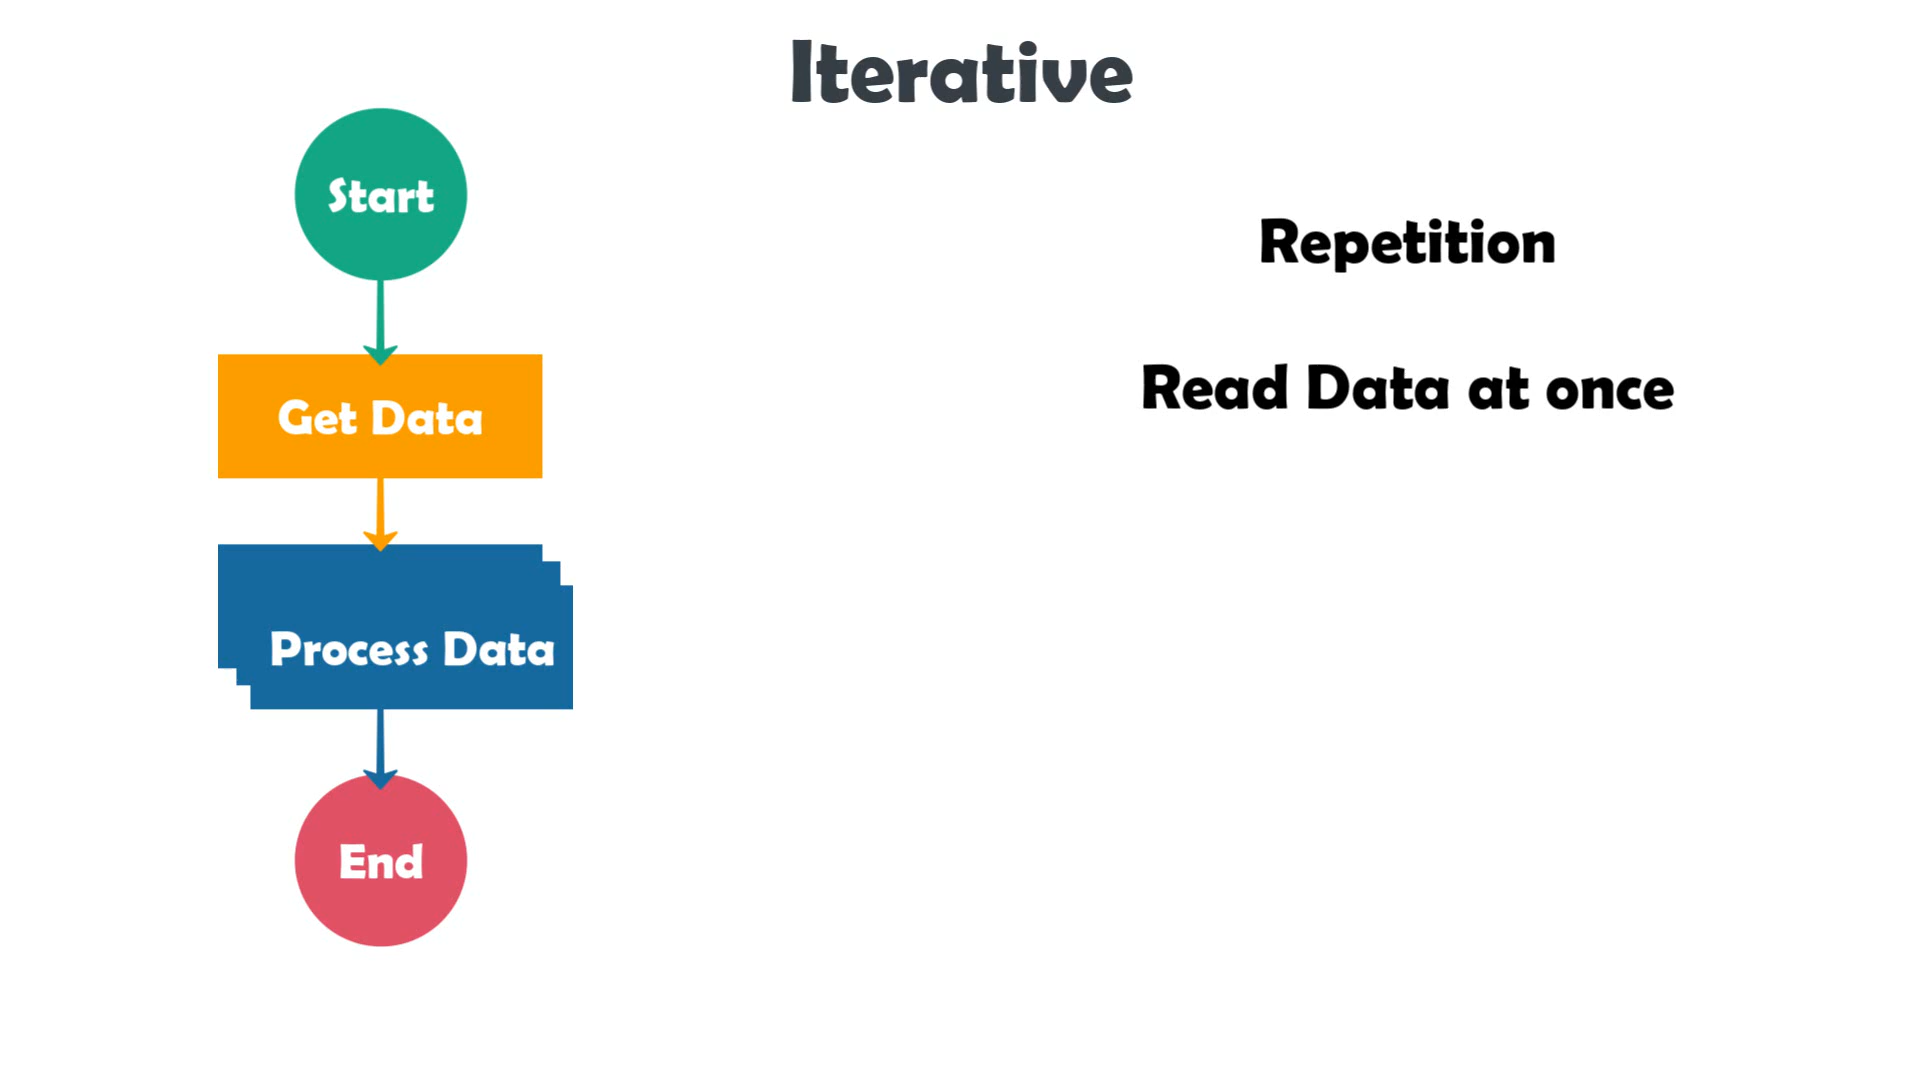 Iterative
Start
Get Data
Process Data
End
Repetition
Read Data at once